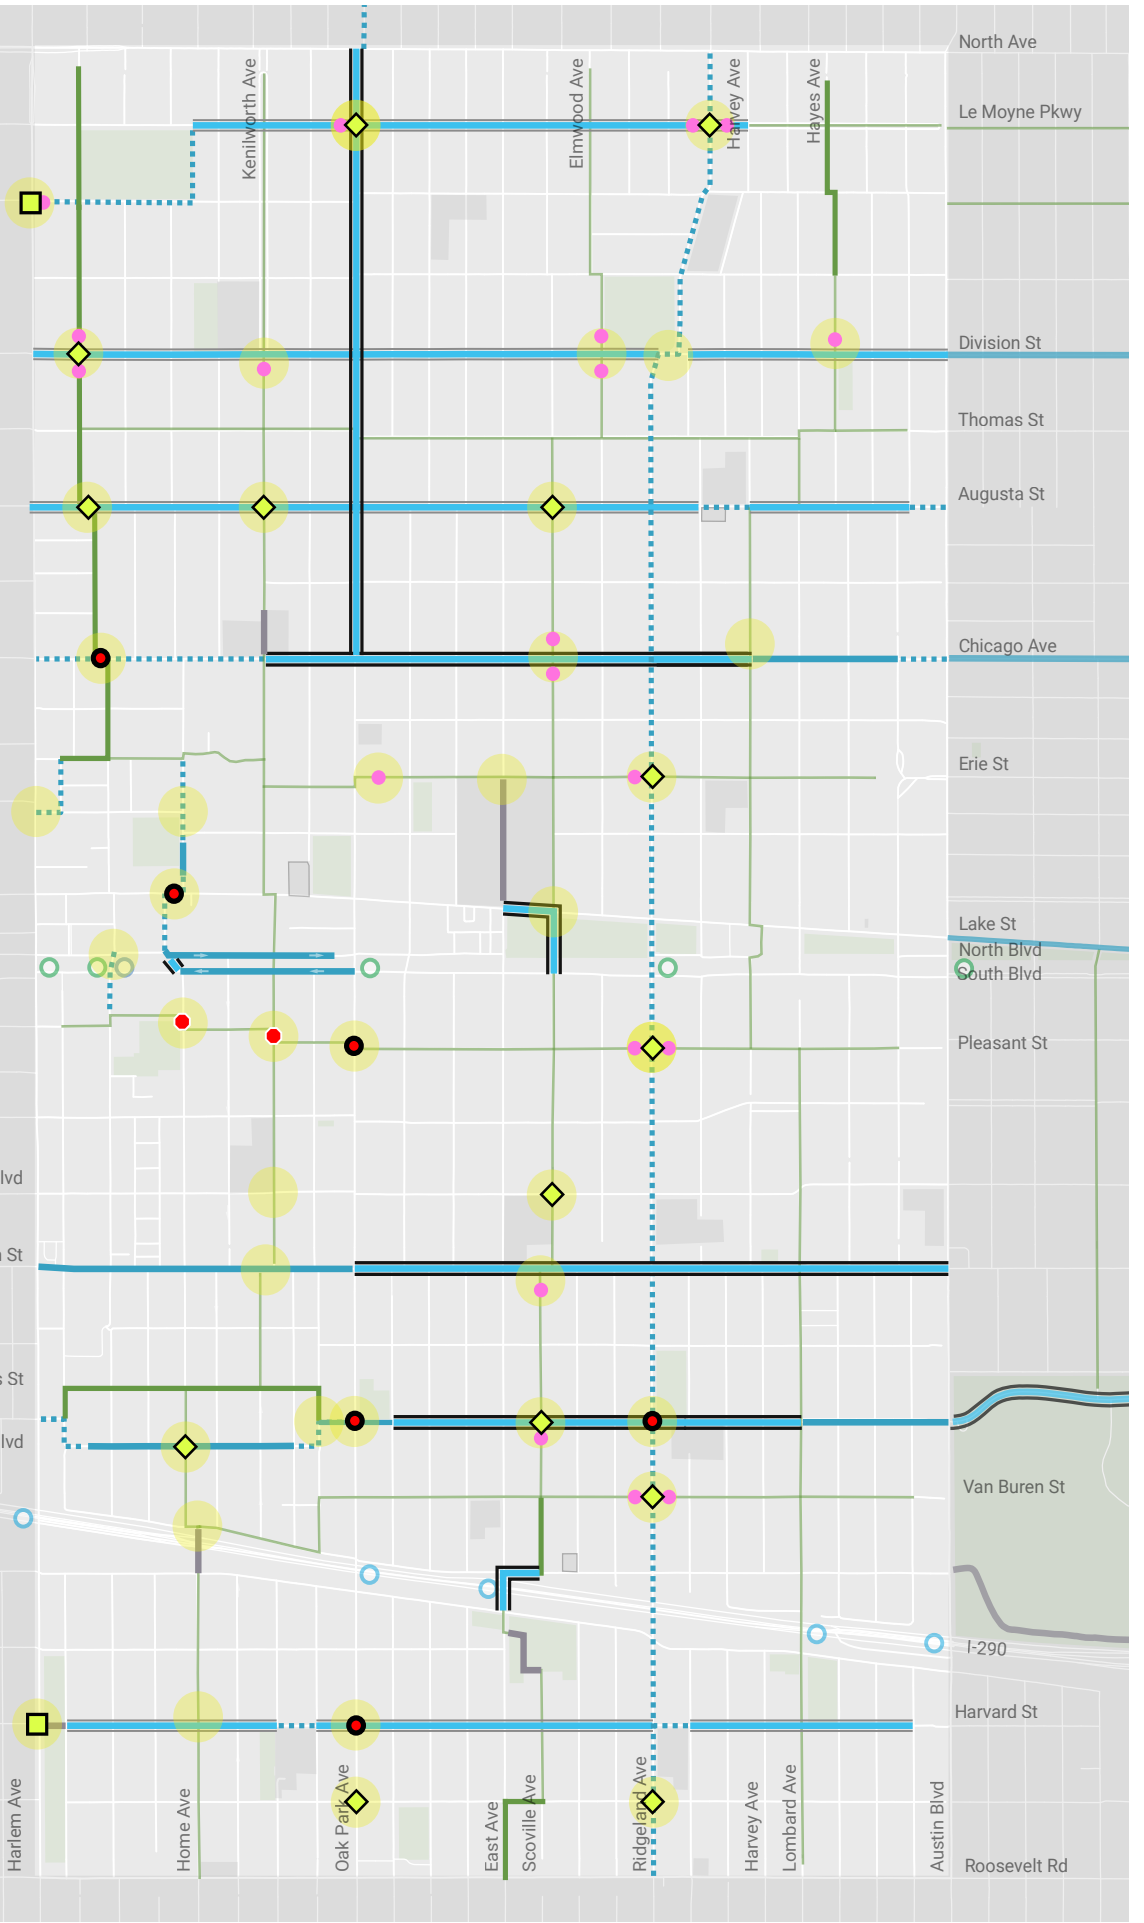 North Ave
Kenilworth Ave
Elmwood Ave
Harvey Ave
Hayes Ave
Le Moyne Pkwy
Division St
Thomas St
Augusta St
Chicago Ave
Erie St
Lake St
North Blvd
South Blvd
Pleasant St
lvd
St
s St
lvd
Van Buren St
I-290
Harvard St
Harlem Ave
Home Ave
Oak Park Ave
East Ave
Scoville Ave
Ridgeland Ave
Harvey Ave
Lombard Ave
Austin Blvd
Roosevelt Rd